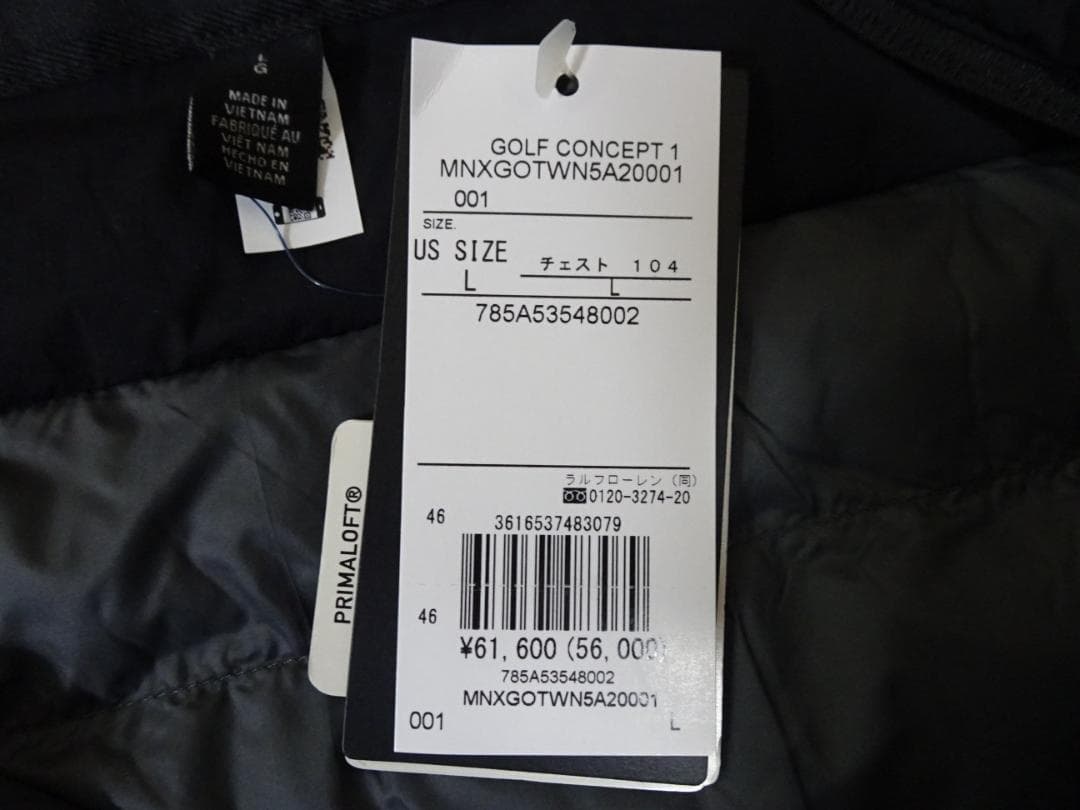 LG
MADE IN
VIETNAM
FABRIQUÉ AU
VIÊT NAM
HECHO EN
VIETNAM
GOLF CONCEPT 1
MNXGOTWN5A20001
001
SIZE.
US SIZE チェスト 104
L L
785A53548002
ラルフローレン (同)
0120-3274-20
46 3616537483079
46
¥61,600 (56,000)
785A53548002
MNXGOTWN5A20001
001 L
PRIMALOFT®